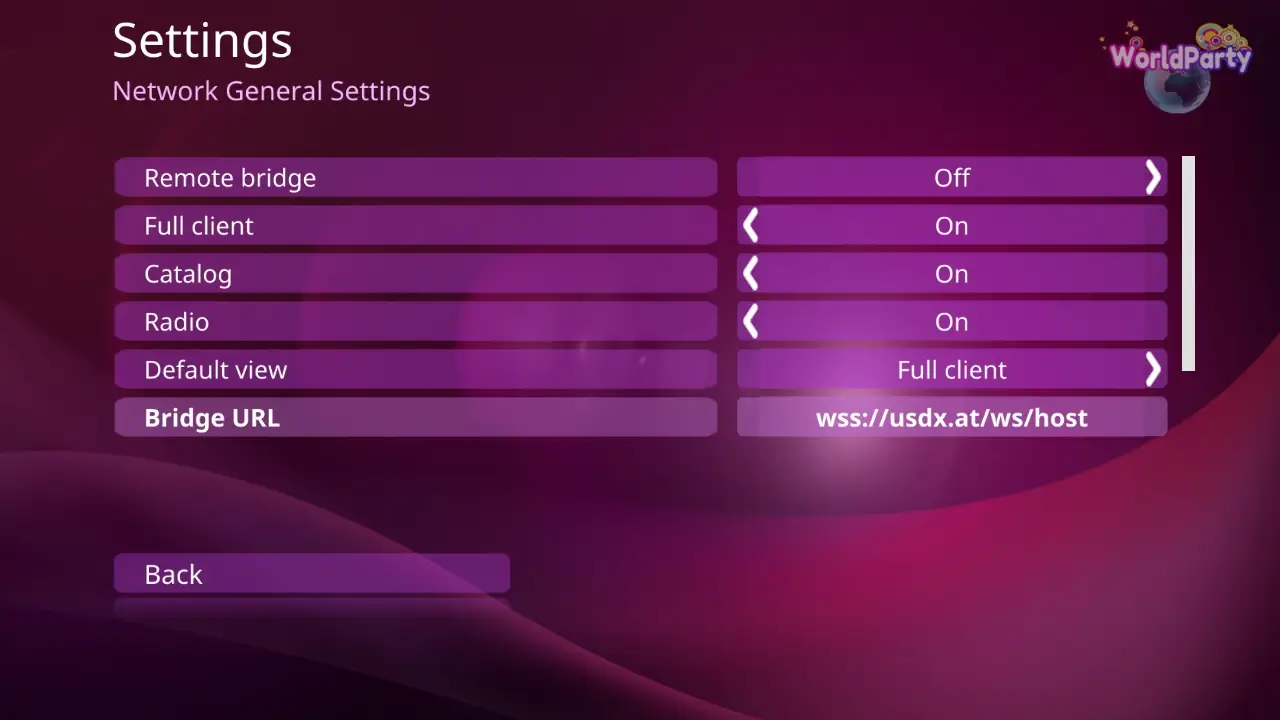 Settings
WorldParty
Network General Settings
Remote bridge Off
Full client On
Catalog On
Radio On
Default view Full client
Bridge URL wss://usdx.at/ws/host
Back